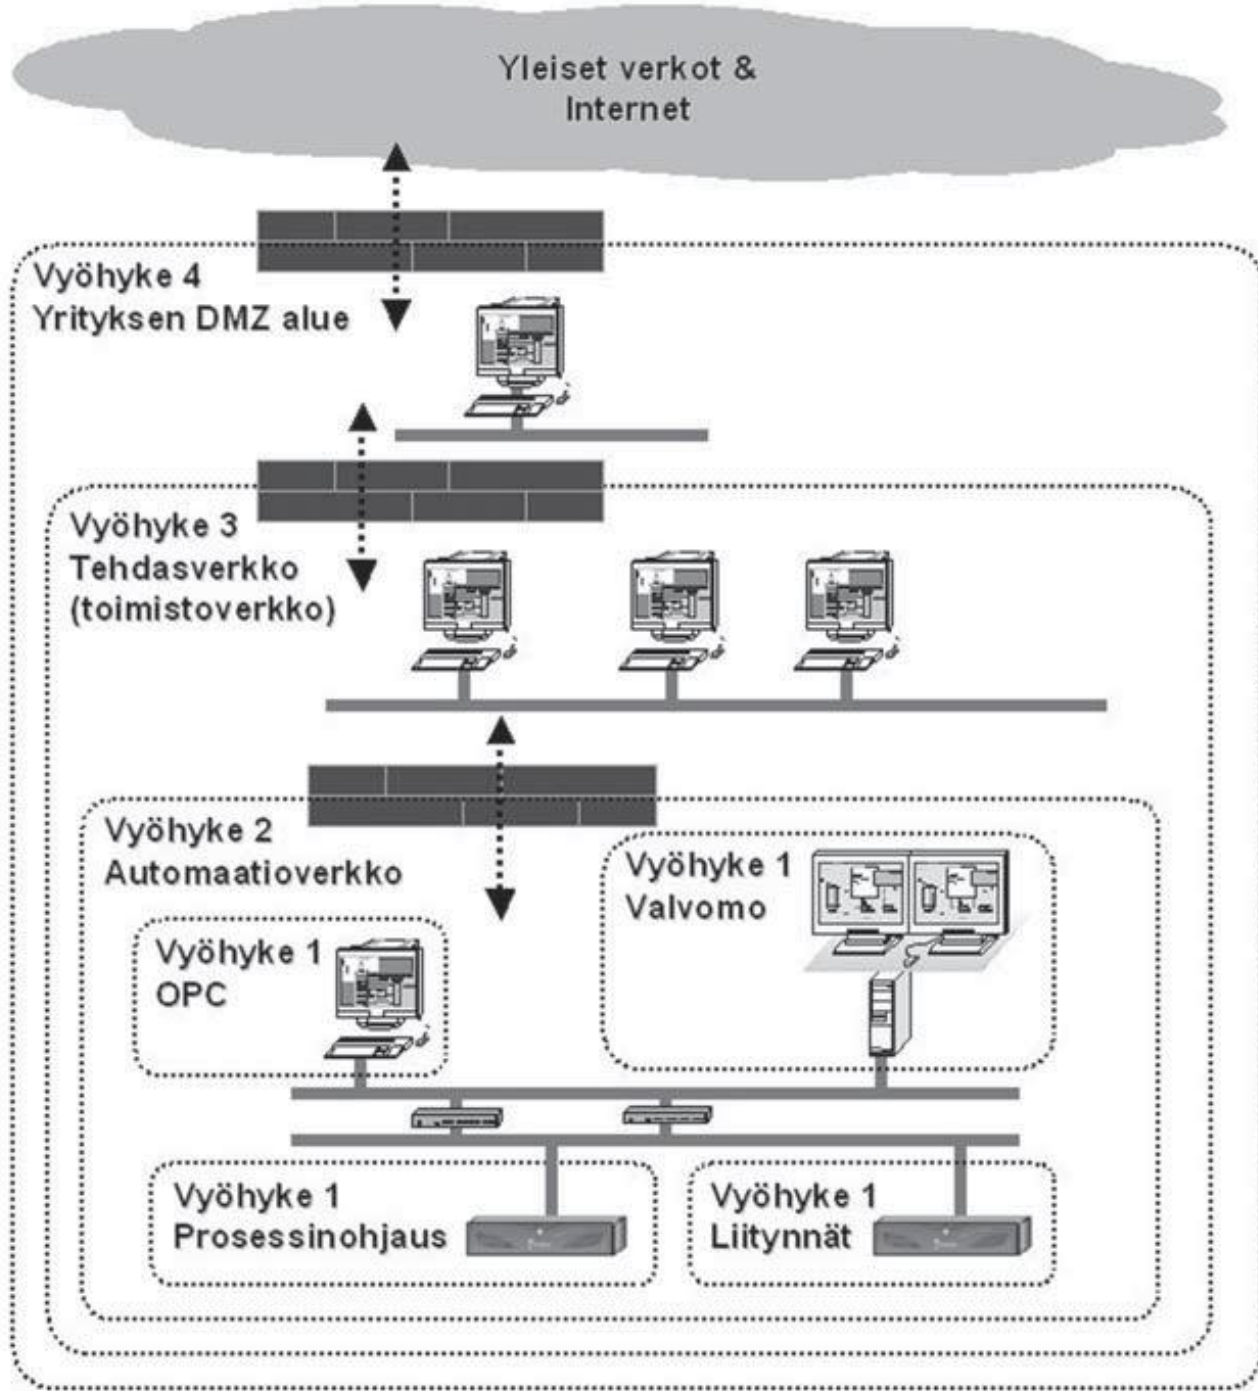 Yleiset verkot &
Internet
Vyöhyke 4
Yrityksen DMZ alue
Vyöhyke 3
Tehdasverkko
(toimistoverkko)
Vyöhyke 2
Automaatioverkko
Vyöhyke 1
Valvomo
Vyöhyke 1
OPC
Vyöhyke 1
Prosessinohjaus
Vyöhyke 1
Liitynnät